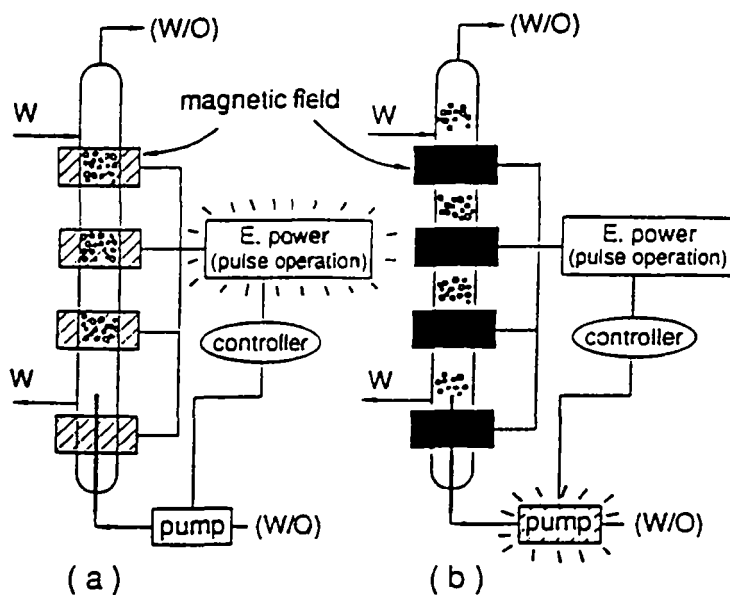 (W/O)
W
magnetic field
E. power
(pulse operation)
controller
W
pump
(W/O)
(a)
(W/O)
W
E. power
(pulse operation)
controller
W
pump
(W/O)
(b)